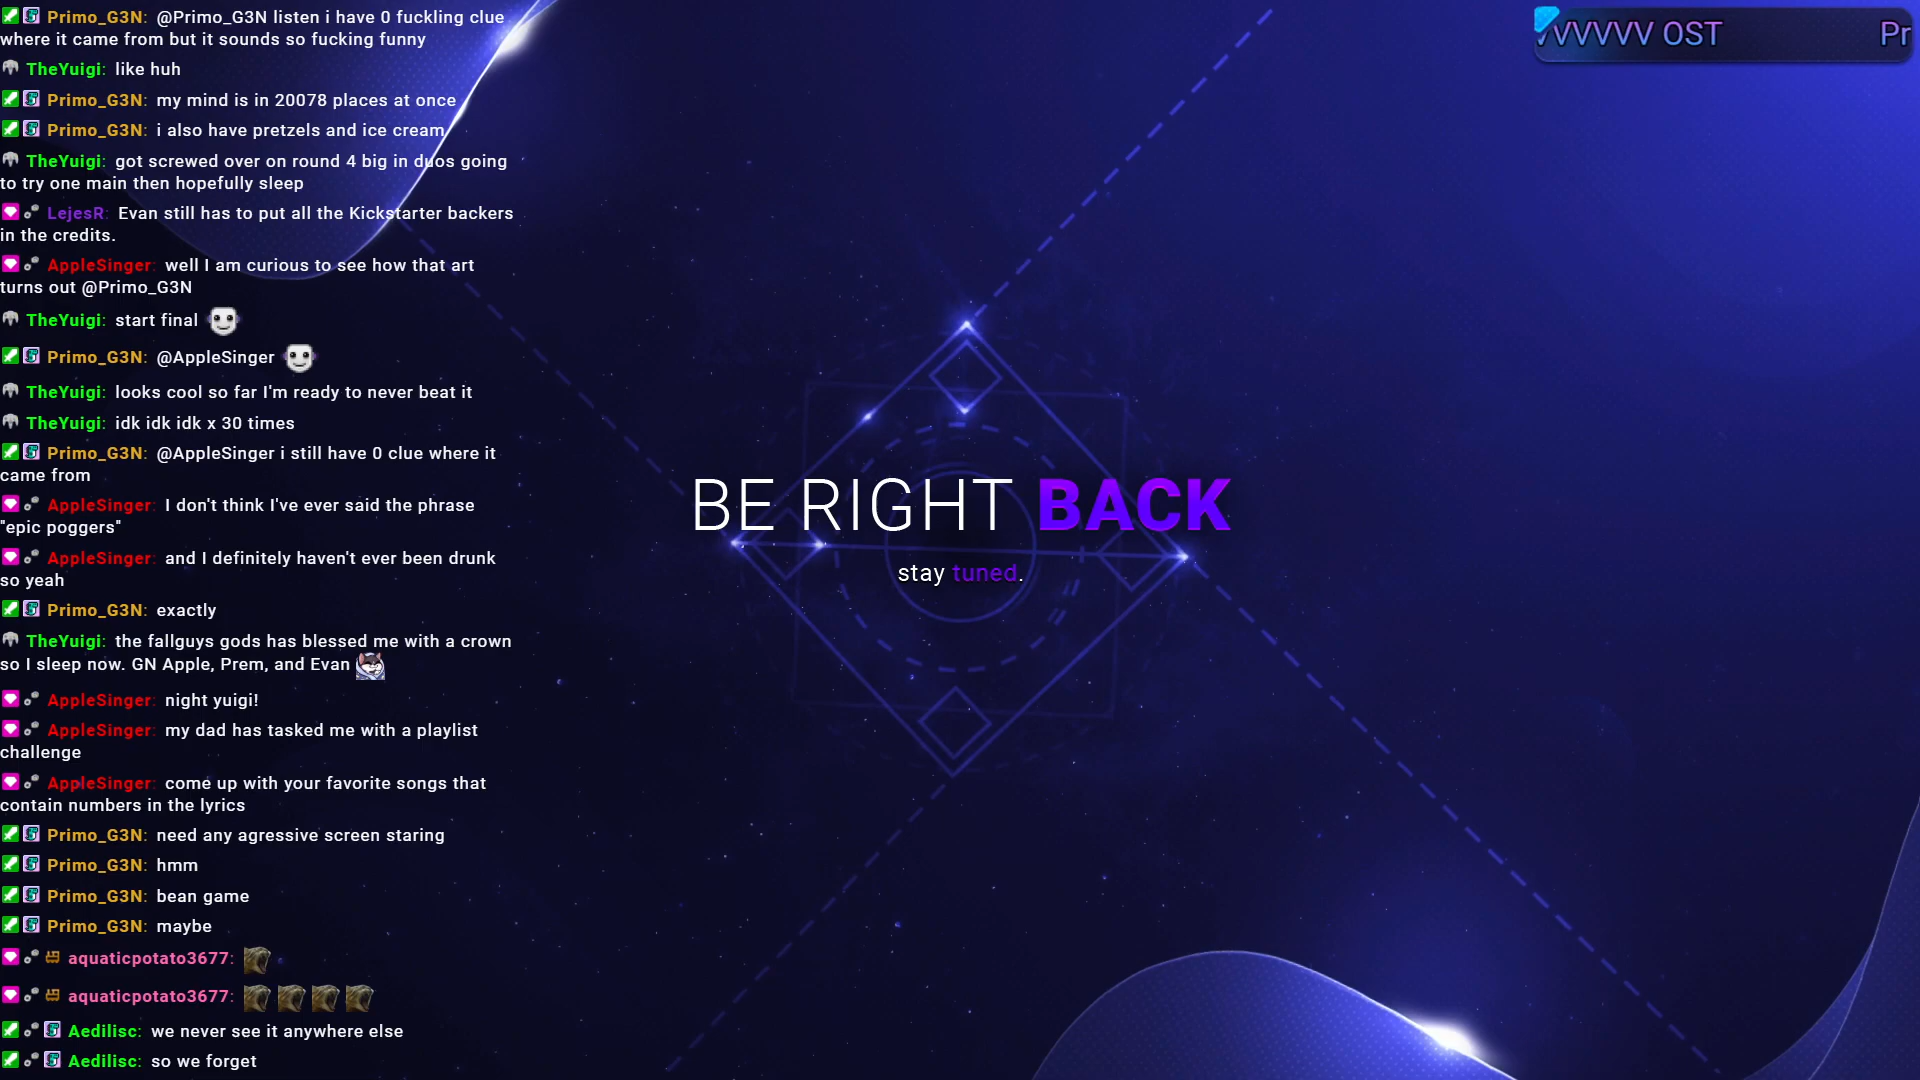 Primo_G3N: @Primo_G3N listen i have 0 fuckling clue
where it came from but it sounds so fucking funny
TheYuigi: like huh
Primo_G3N: my mind is in 20078 places at once
Primo_G3N: i also have pretzels and ice cream
TheYuigi: got screwed over on round 4 big in duos going
to try one main then hopefully sleep
LejesR: Evan still has to put all the Kickstarter backers
in the credits.
AppleSinger: well I am curious to see how that art
turns out @Primo_G3N
TheYuigi: start final
Primo_G3N: @AppleSinger
TheYuigi: looks cool so far I'm ready to never beat it
TheYuigi: idk idk idk x 30 times
Primo_G3N: @AppleSinger i still have 0 clue where it
came from
AppleSinger: I don't think I've ever said the phrase
"epic poggers"
AppleSinger: and I definitely haven't ever been drunk
so yeah
Primo_G3N: exactly
TheYuigi: the fallguys gods has blessed me with a crown
so I sleep now. GN Apple, Prem, and Evan
AppleSinger: night yuigi!
AppleSinger: my dad has tasked me with a playlist
challenge
AppleSinger: come up with your favorite songs that
contain numbers in the lyrics
Primo_G3N: need any agressive screen staring
Primo_G3N: hmm
Primo_G3N: bean game
Primo_G3N: maybe
aquaticpotato3677:
aquaticpotato3677:
Aedilisc: we never see it anywhere else
Aedilisc: so we forget
BE RIGHT BACK
stay tuned.
VVVVVV OST Pr